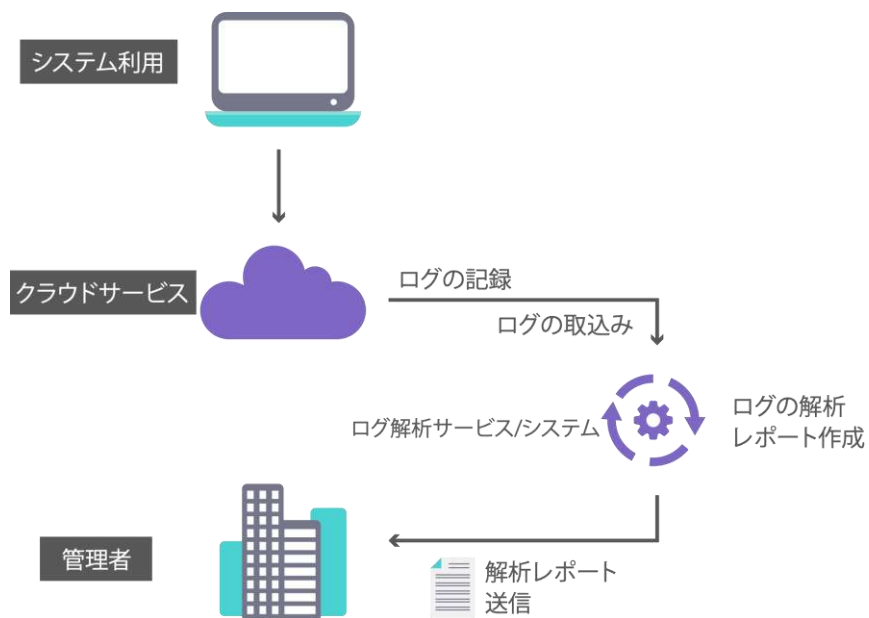 システム利用
クラウドサービス
ログの記録
ログの取込み
ログ解析サービス/システム
ログの解析
レポート作成
管理者
解析レポート
送信